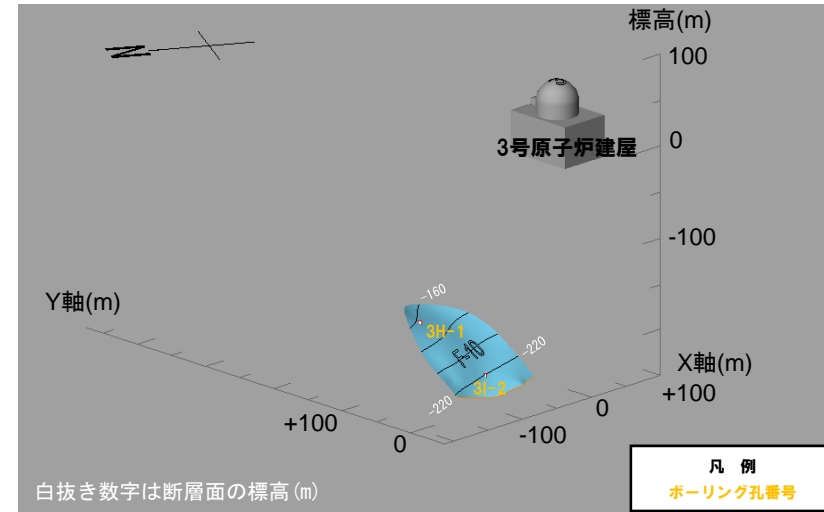 標高(m)
N
100
3号原子炉建屋
0
-100
Y軸(m)
-160
3H-1
F-10
-220
3I-2
-220
X軸(m)
+100
0
-100
+100
0
白抜き数字は断層面の標高(m)
凡 例
ボーリング孔番号